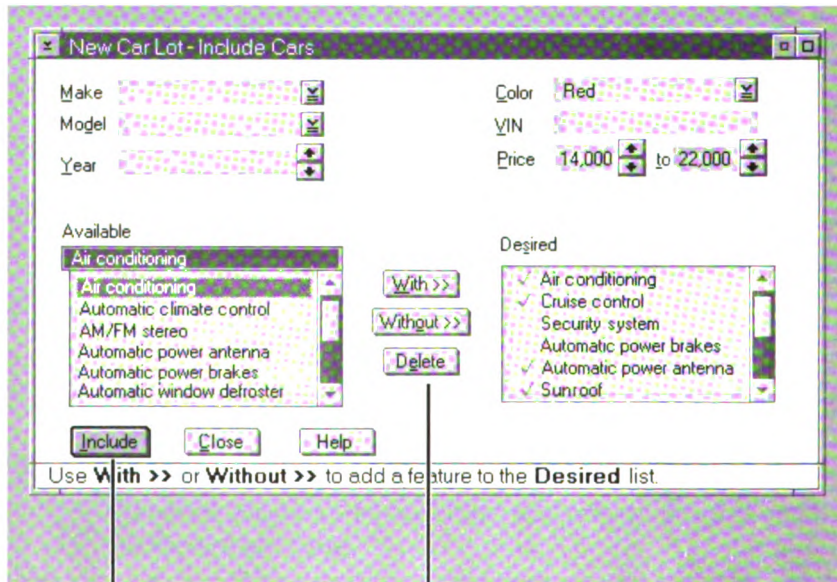 New Car Lot - Include Cars
Make
Model
Year
Color Red
VIN
Price 14,000 to 22,000
Available
Air conditioning
Air conditioning
Automatic climate control
AM/FM stereo
Automatic power antenna
Automatic power brakes
Automatic window defroster
With >>
Without >>
Delete
Desired
✓ Air conditioning
✓ Cruise control
Security system
Automatic power brakes
✓ Automatic power antenna
✓ Sunroof
Include Close Help
Use With >> or Without >> to add a feature to the Desired list.